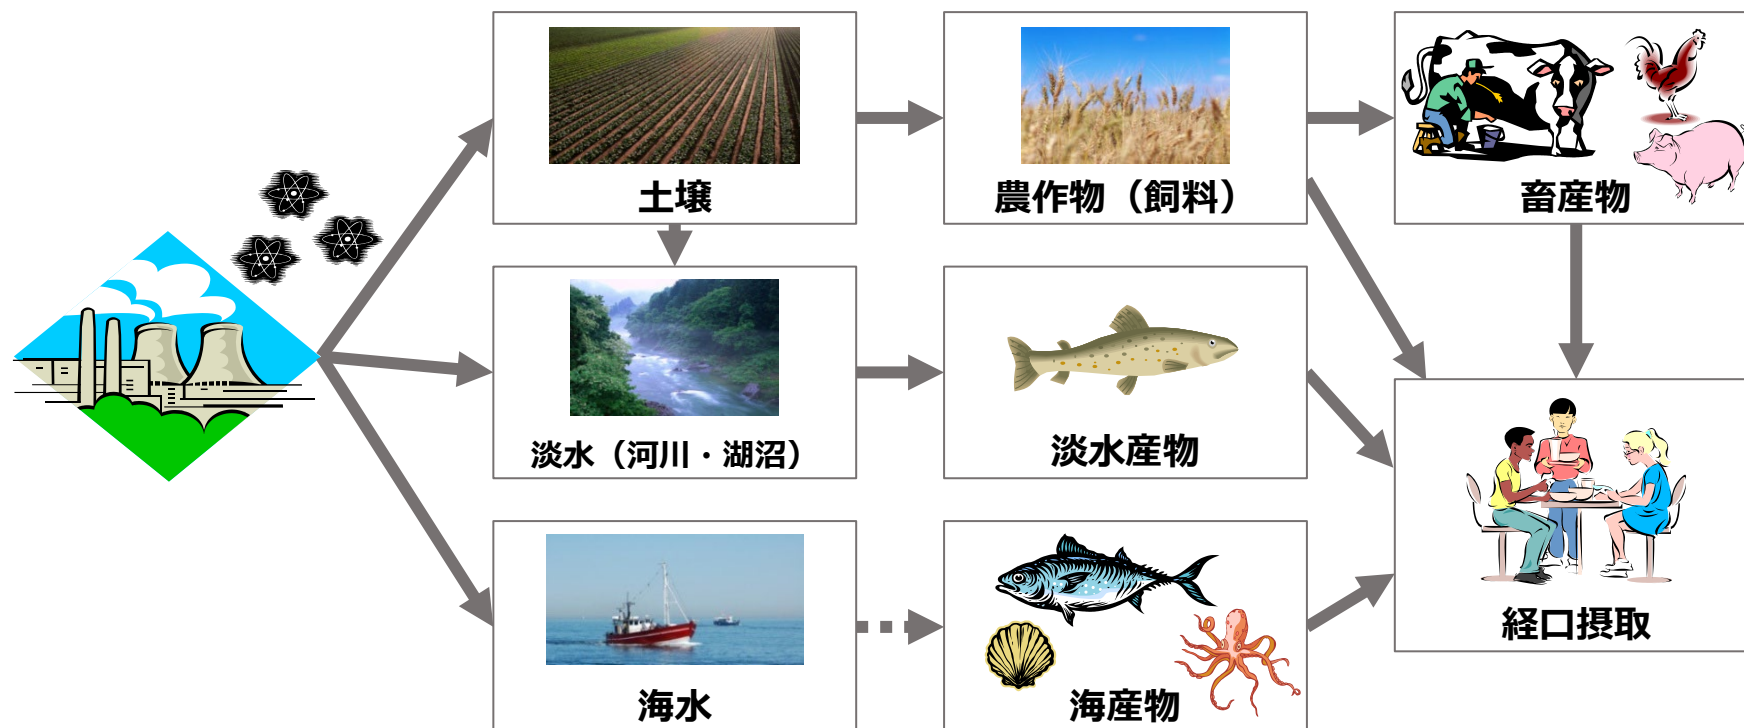 土壌
農作物（飼料）
畜産物
淡水（河川・湖沼）
淡水産物
経口摂取
海水
海産物